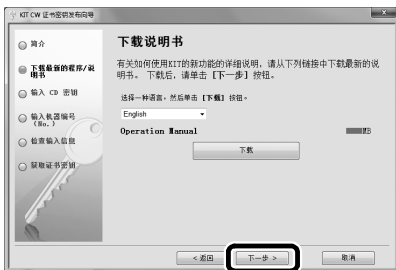 KIT CW 证书密钥发布向导
简介
下载最新的程序/说
明书
输入 CD 密钥
输入机器编号
(No.)
检查输入信息
获取证书密钥
下载说明书
有关如何使用KIT的新功能的详细说明，请从下列链接中下载最新的说
明书。 下载后，请单击 [下一步] 按钮。
选择一种语言，然后单击 [下载] 按钮。
English
Operation Manual
MB
下载
< 返回
下一步 >
取消